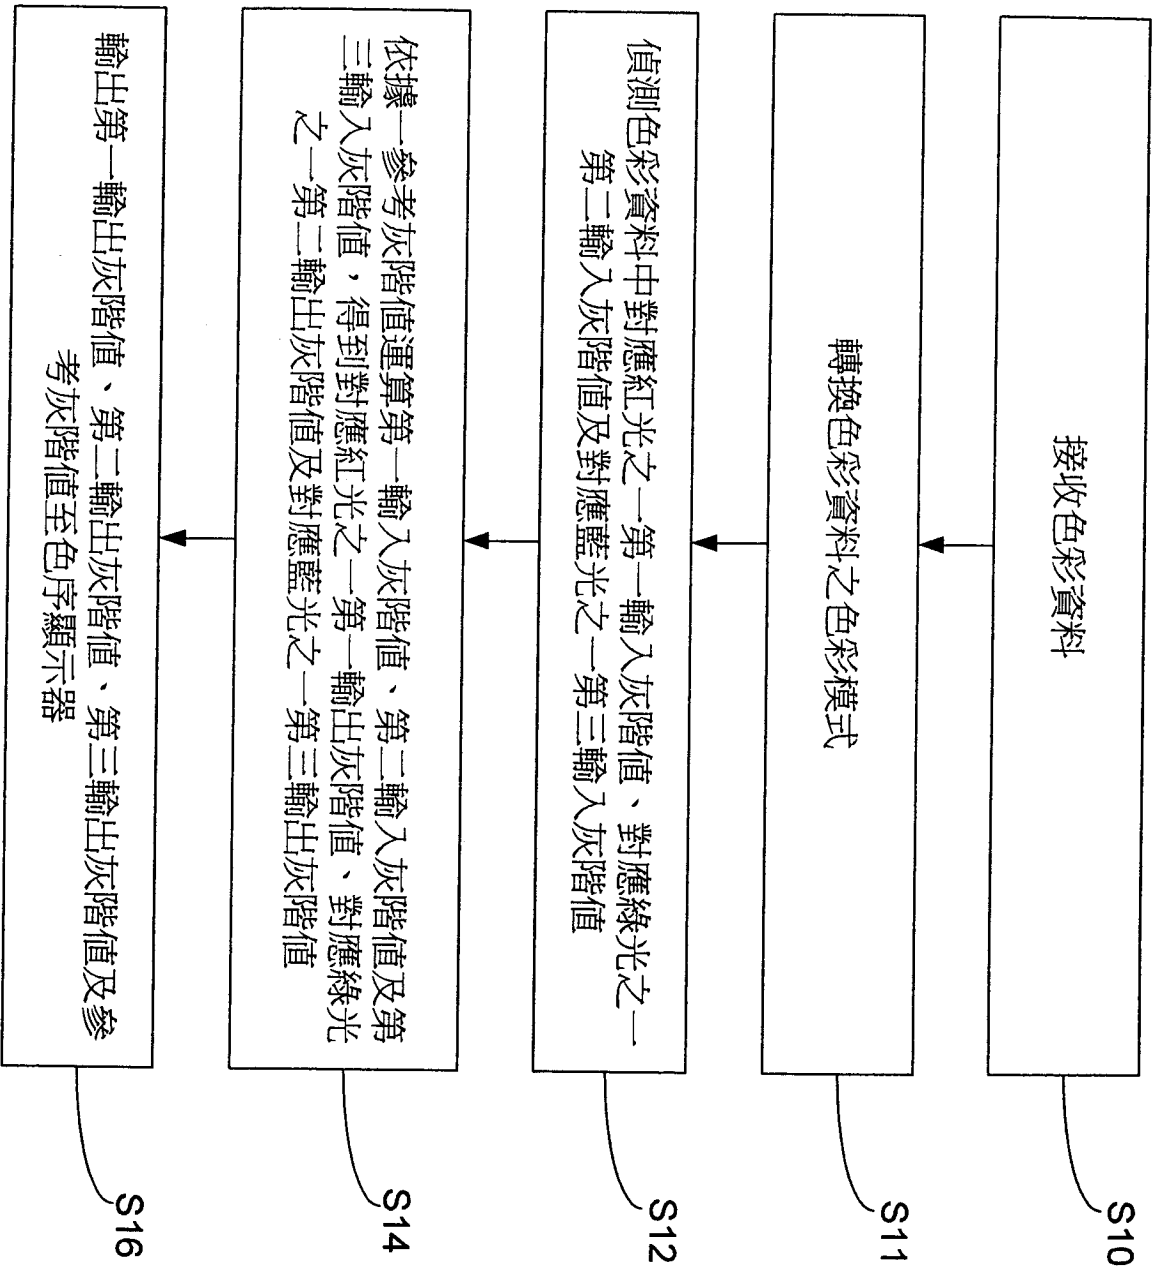 接收色彩資料
S10
轉換色彩資料之色彩模式
S11
偵測色彩資料中對應紅光之一第一輸入灰階值、對應綠光之一
第二輸入灰階值及對應藍光之一第三輸入灰階值
S12
依據一參考灰階值運算第一輸入灰階值、第二輸入灰階值及第
三輸入灰階值，得到對應紅光之一第一輸出灰階值、對應綠光
之一第二輸出灰階值及對應藍光之一第三輸出灰階值
S14
輸出第一輸出灰階值、第二輸出灰階值、第三輸出灰階值及參
考灰階值至色序顯示器
S16